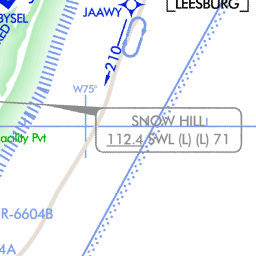 JAAWY
LEESBURG
BYSEL
210
W75°
SNOW HILL
112.4 SWL (L) (L) 71
acility Pvt
R-6604B
4A